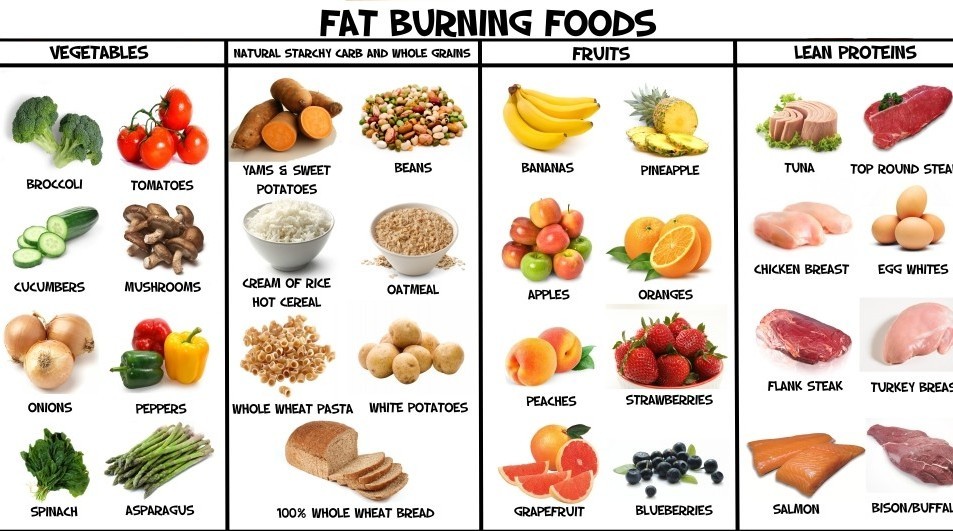 FAT BURNING FOODS
VEGETABLES
NATURAL STARCHY CARB AND WHOLE GRAINS
FRUITS
LEAN PROTEINS
BROCCOLI
TOMATOES
CUCUMBERS
MUSHROOMS
ONIONS
PEPPERS
SPINACH
ASPARAGUS
YAMS & SWEET
POTATOES
BEANS
CREAM OF RICE
HOT CEREAL
OATMEAL
WHOLE WHEAT PASTA
WHITE POTATOES
100% WHOLE WHEAT BREAD
BANANAS
PINEAPPLE
APPLES
ORANGES
PEACHES
STRAWBERRIES
GRAPEFRUIT
BLUEBERRIES
TUNA
TOP ROUND STEA
CHICKEN BREAST
EGG WHITES
FLANK STEAK
TURKEY BREAS
SALMON
BISON/BUFFAL